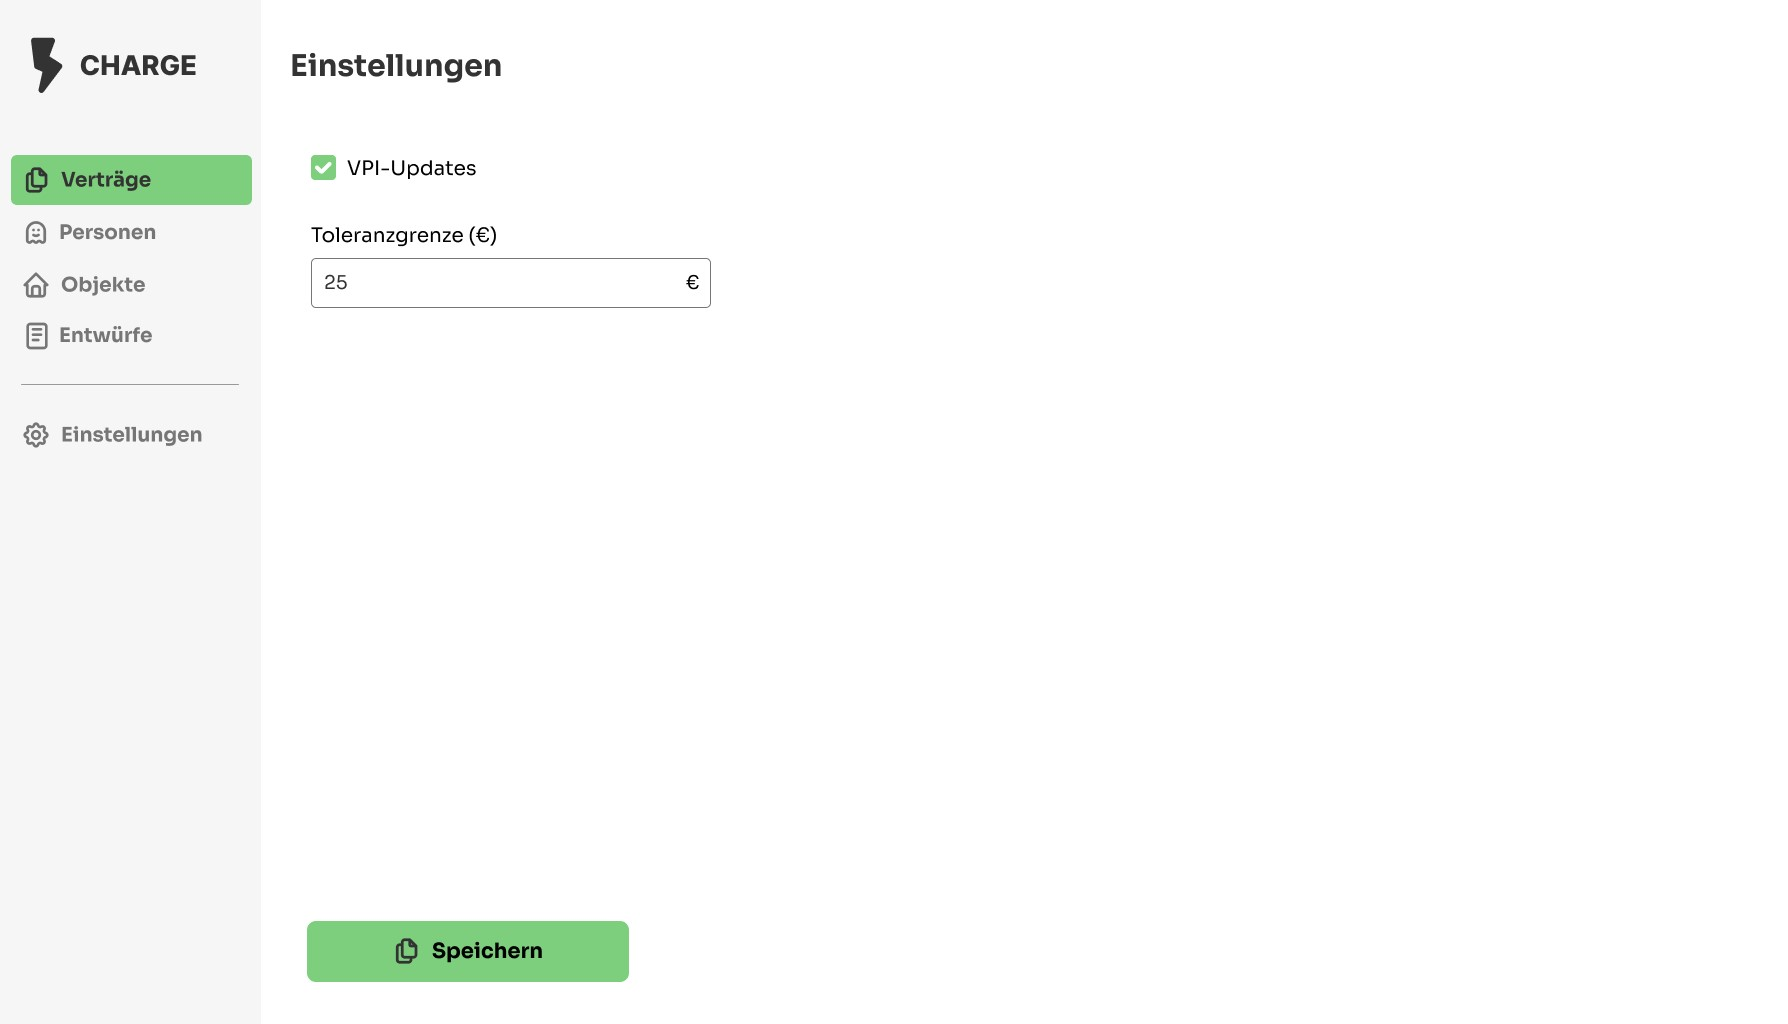 CHARGE
Verträge
Personen
Objekte
Entwürfe
Einstellungen
Einstellungen
VPI-Updates
Toleranzgrenze (€)
25 €
Speichern